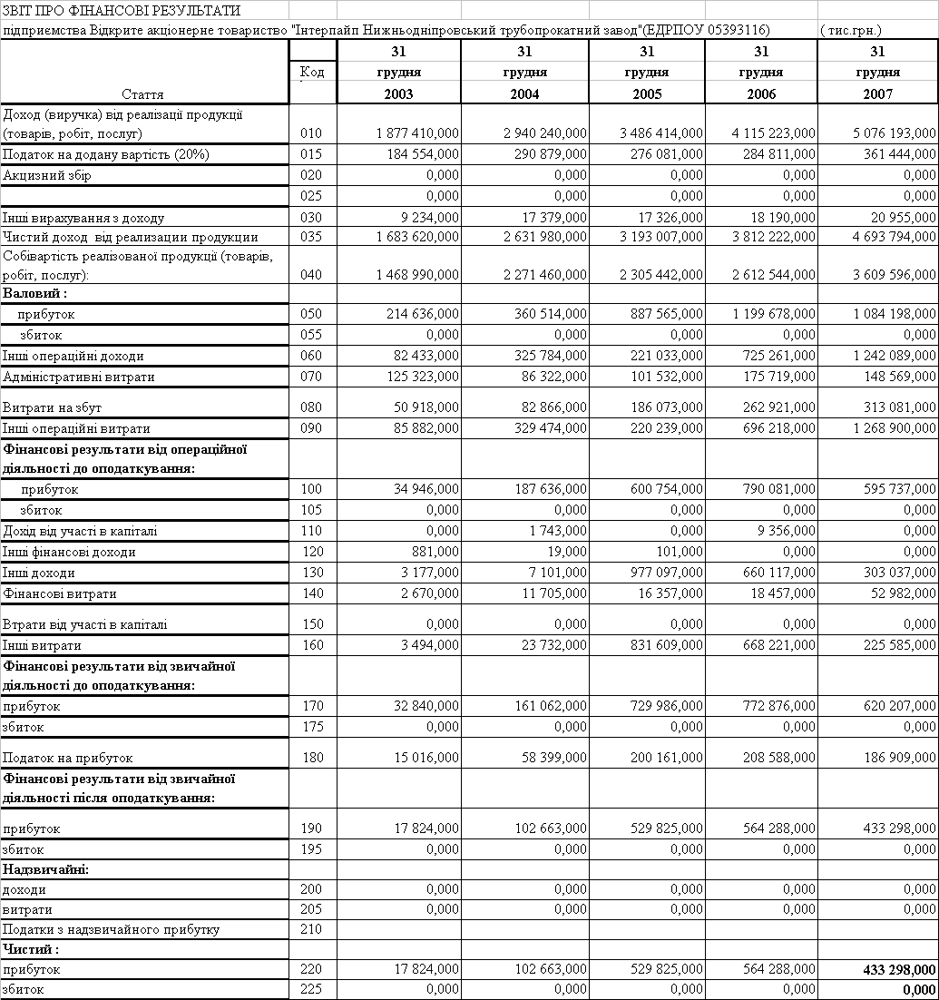 ЗВІТ ПРО ФІНАНСОВІ РЕЗУЛЬТАТИ
підприємства Відкрите акціонерне товариство "Інтерпайп Нижньодніпровський трубопрокатний завод"(ЕДРПОУ 05393116) ( тис.грн.)
31 31 31 31 31
Код грудня грудня грудня грудня грудня
Стаття 2003 2004 2005 2006 2007
Доход (виручка) від реалізації продукції
(товарів, робіт, послуг) 010 1 877 410,000 2 940 240,000 3 486 414,000 4 115 223,000 5 076 193,000
Податок на додану вартість (20%) 015 184 554,000 290 879,000 276 081,000 284 811,000 361 444,000
Акцизний збір 020 0,000 0,000 0,000 0,000 0,000
025 0,000 0,000 0,000 0,000 0,000
Інші вирахування з доходу 030 9 234,000 17 379,000 17 326,000 18 190,000 20 955,000
Чистий доход від реализации продукции 035 1 683 620,000 2 631 980,000 3 193 007,000 3 812 222,000 4 693 794,000
Собівартість реалізованої продукції (товарів,
робіт, послуг): 040 1 468 990,000 2 271 460,000 2 305 442,000 2 612 544,000 3 609 596,000
Валовий :
прибуток 050 214 636,000 360 514,000 887 565,000 1 199 678,000 1 084 198,000
збиток 055 0,000 0,000 0,000 0,000 0,000
Інші операційні доходи 060 82 433,000 325 784,000 221 033,000 725 261,000 1 242 089,000
Адміністративні витрати 070 125 323,000 86 322,000 101 532,000 175 719,000 148 569,000
Витрати на збут 080 50 918,000 82 866,000 186 073,000 262 921,000 313 081,000
Інші операційні витрати 090 85 882,000 329 474,000 220 239,000 696 218,000 1 268 900,000
Фінансові результати від операційної
діяльності до оподаткування:
прибуток 100 34 946,000 187 636,000 600 754,000 790 081,000 595 737,000
збиток 105 0,000 0,000 0,000 0,000 0,000
Дохід від участі в капіталі 110 0,000 1 743,000 0,000 9 356,000 0,000
Інші фінансові доходи 120 881,000 19,000 101,000 0,000 0,000
Інші доходи 130 3 177,000 7 101,000 977 097,000 660 117,000 303 037,000
Фінансові витрати 140 2 670,000 11 705,000 16 357,000 18 457,000 52 982,000
Втрати від участі в капіталі 150 0,000 0,000 0,000 0,000 0,000
Інші витрати 160 3 494,000 23 732,000 831 609,000 668 221,000 225 585,000
Фінансові результати від звичайної
діяльності до оподаткування:
прибуток 170 32 840,000 161 062,000 729 986,000 772 876,000 620 207,000
збиток 175 0,000 0,000 0,000 0,000 0,000
Податок на прибуток 180 15 016,000 58 399,000 200 161,000 208 588,000 186 909,000
Фінансові результати від звичайної
діяльності після оподаткування:
прибуток 190 17 824,000 102 663,000 529 825,000 564 288,000 433 298,000
збиток 195 0,000 0,000 0,000 0,000 0,000
Надзвичайні:
доходи 200 0,000 0,000 0,000 0,000 0,000
витрати 205 0,000 0,000 0,000 0,000 0,000
Податки з надзвичайного прибутку 210
Чистий :
прибуток 220 17 824,000 102 663,000 529 825,000 564 288,000 433 298,000
збиток 225 0,000 0,000 0,000 0,000 0,000